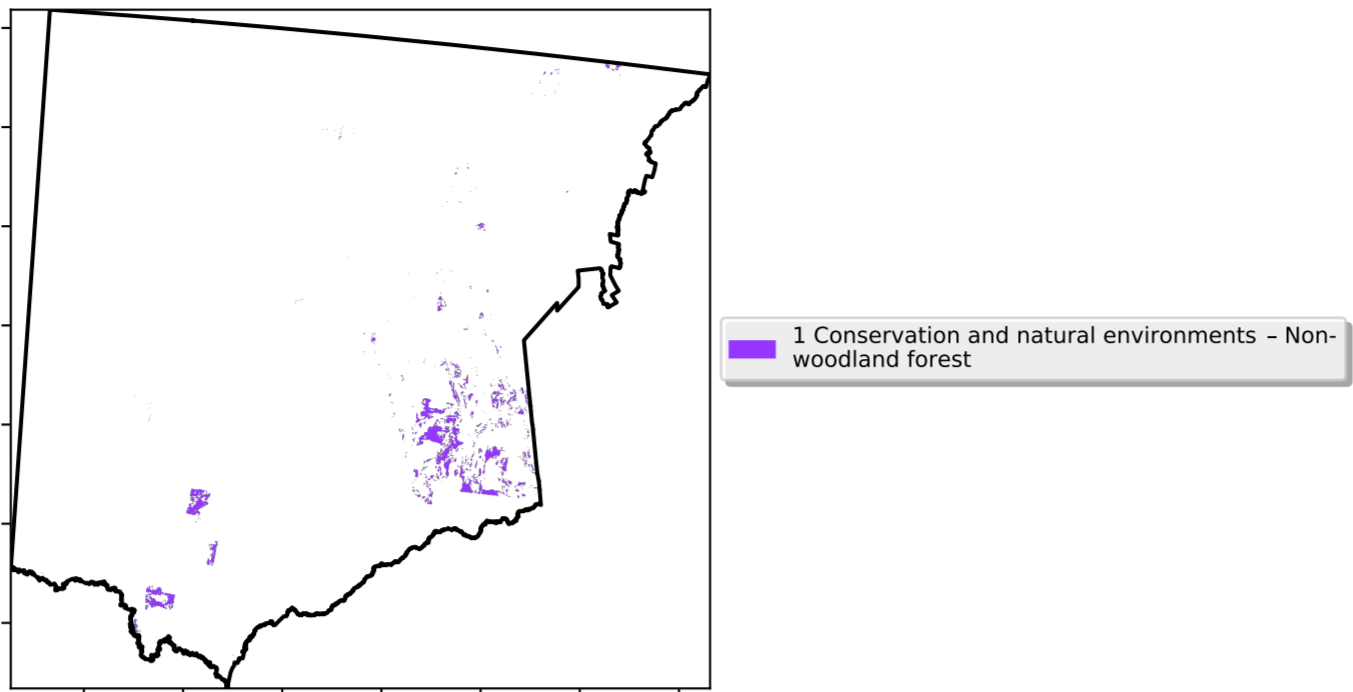 1 Conservation and natural environments – Non-
woodland forest